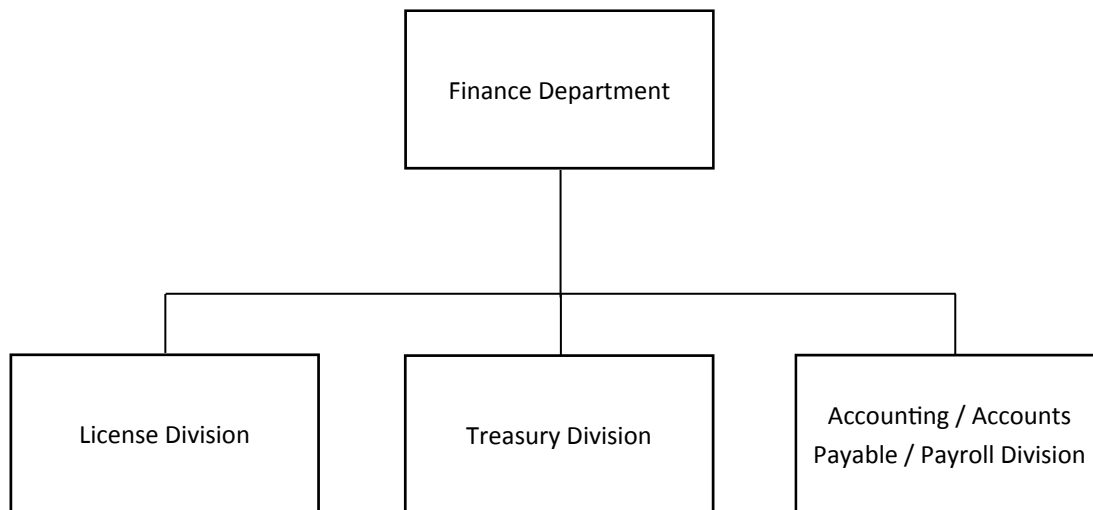 Finance Department
License Division
Treasury Division
Accounting / Accounts
Payable / Payroll Division